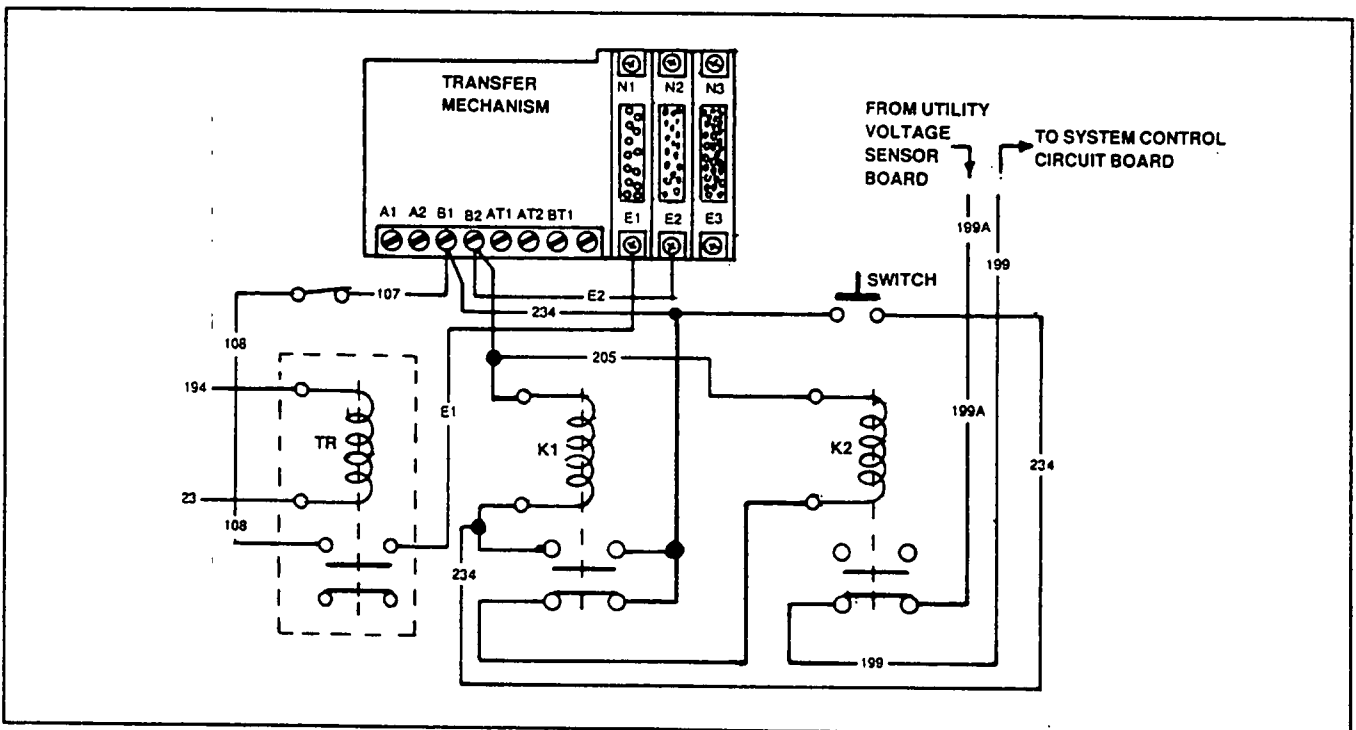 TRANSFER
MECHANISM
N1 N2 N3
FROM UTILITY
VOLTAGE
SENSOR
BOARD
TO SYSTEM CONTROL
CIRCUIT BOARD
A1 A2 B1 B2 AT1 AT2 BT1
E1 E2 E3
199A
199
SWITCH
107
E2
234
108
205
194
E1
199A
TR
K1
K2
234
23
108
234
199